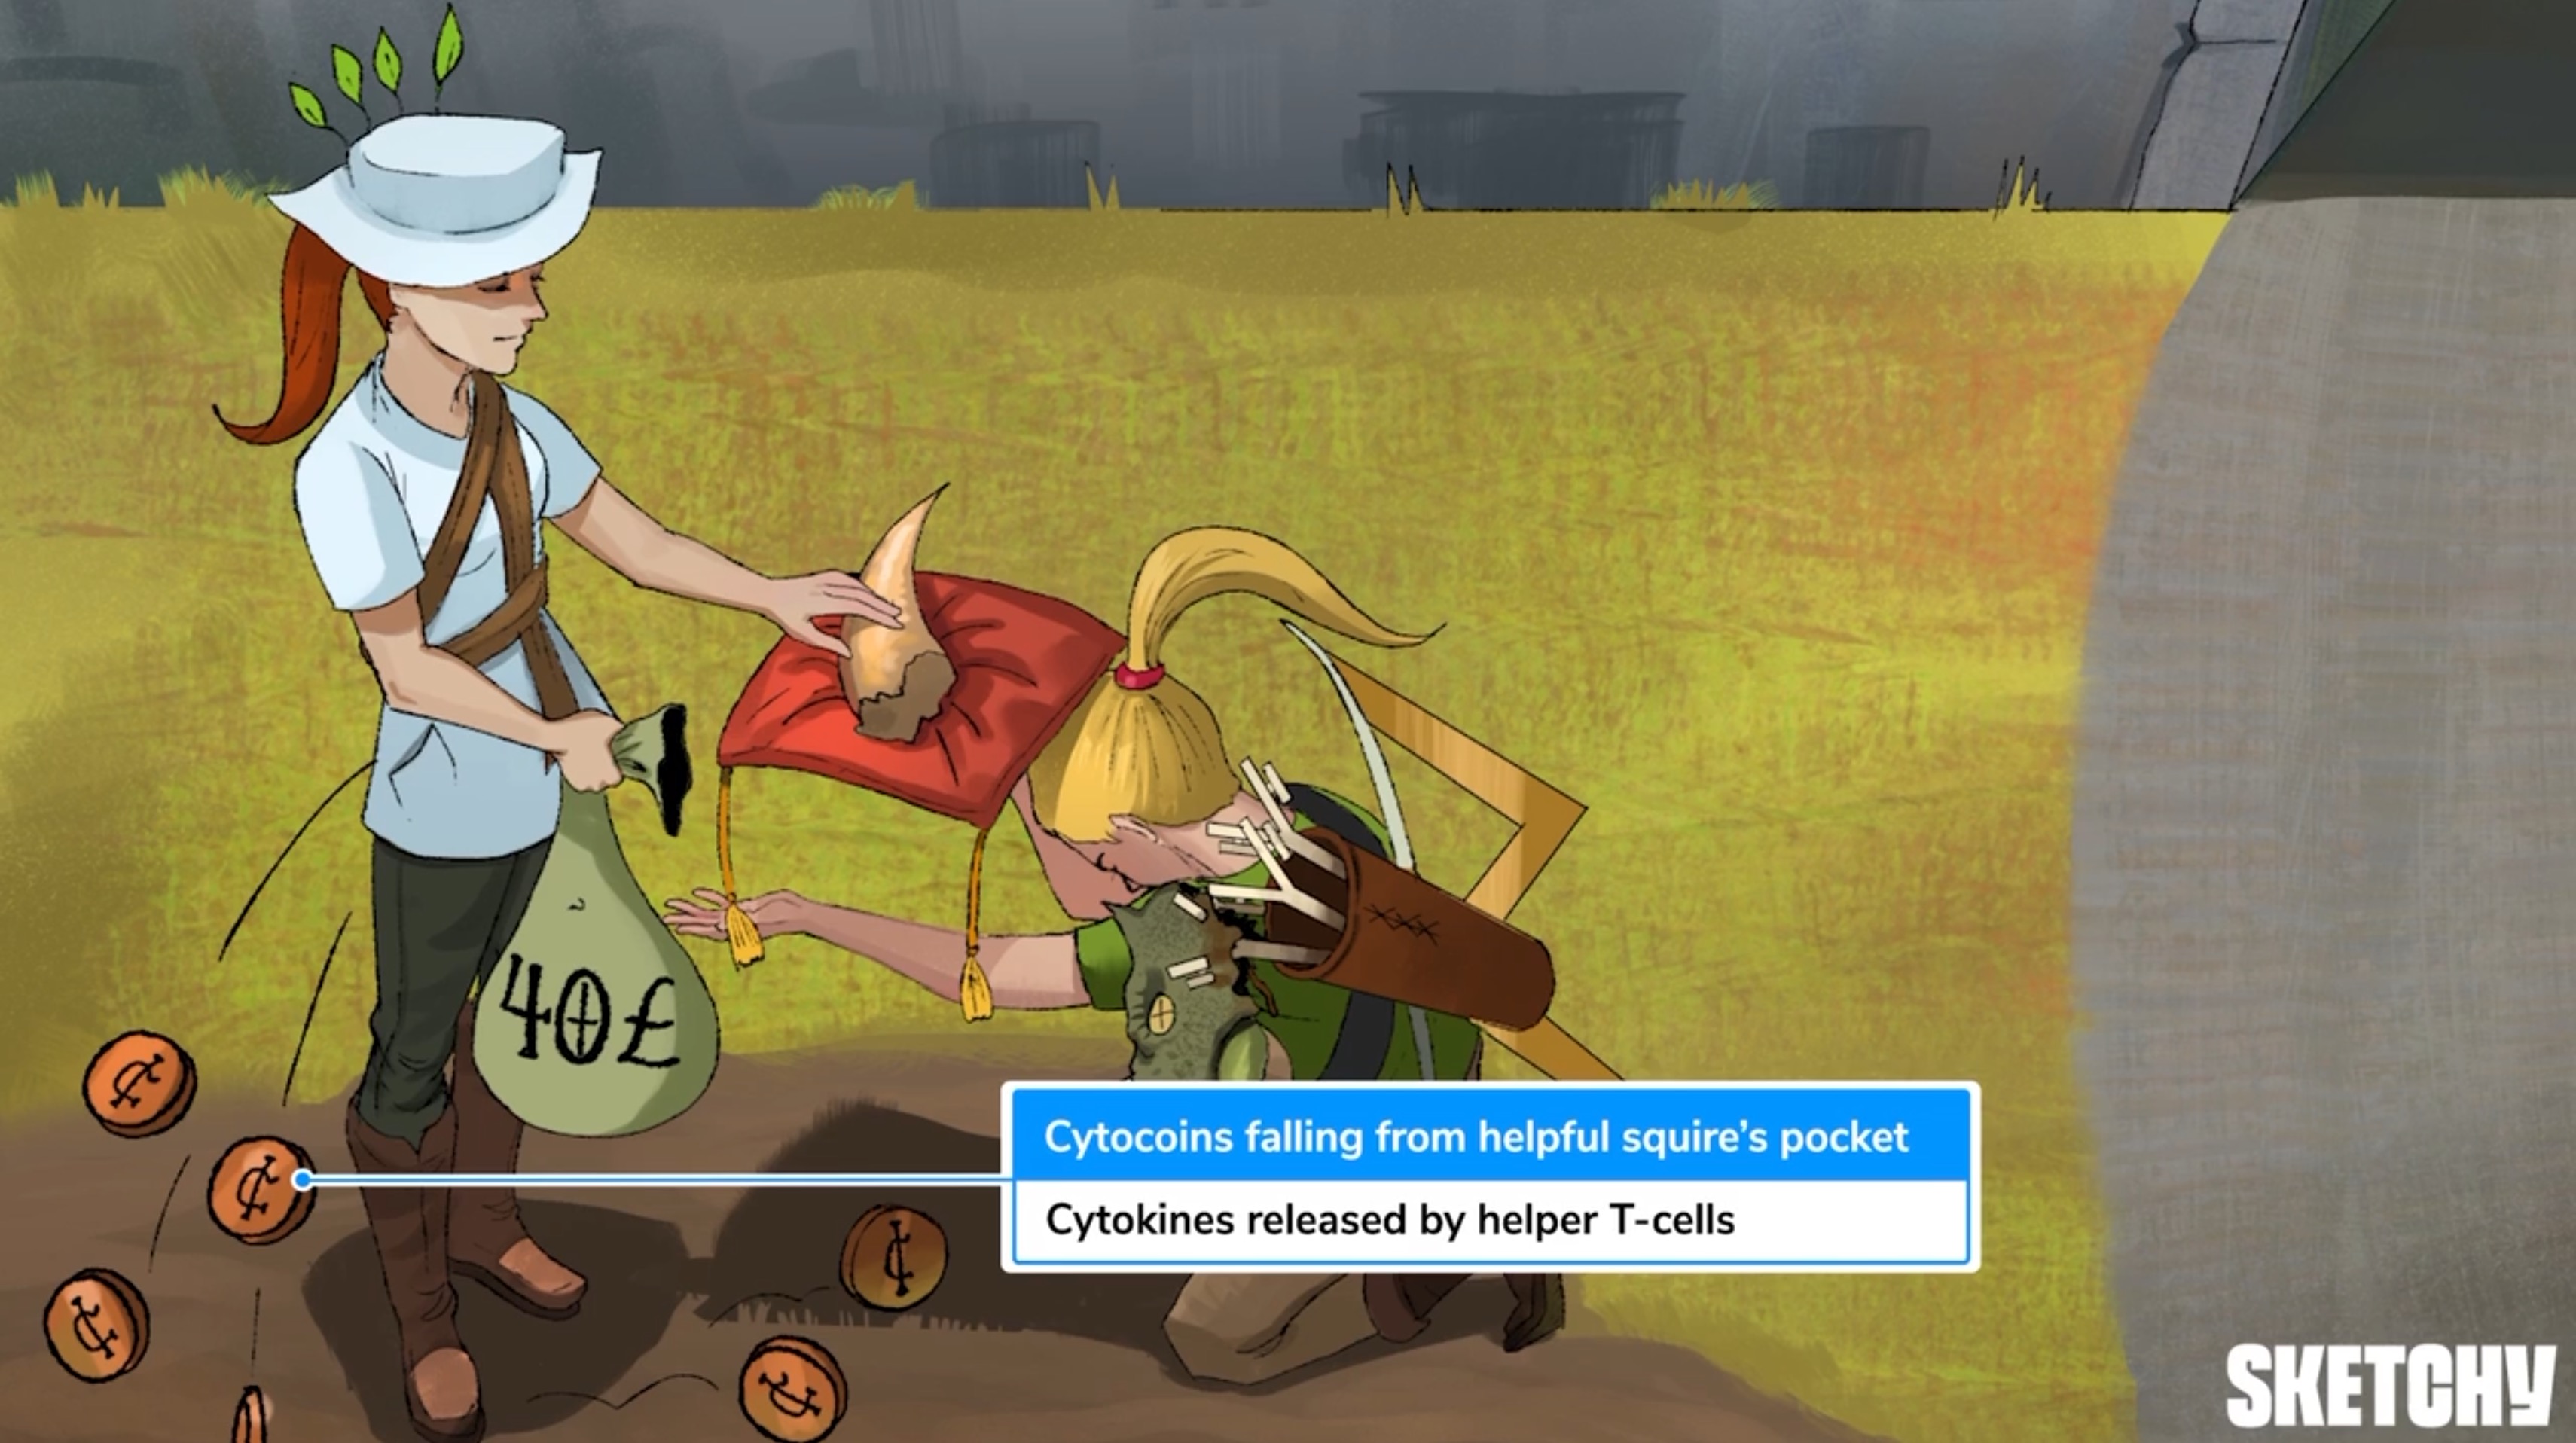 40£
Cytocoins falling from helpful squire's pocket
Cytokines released by helper T-cells
SKETCHY